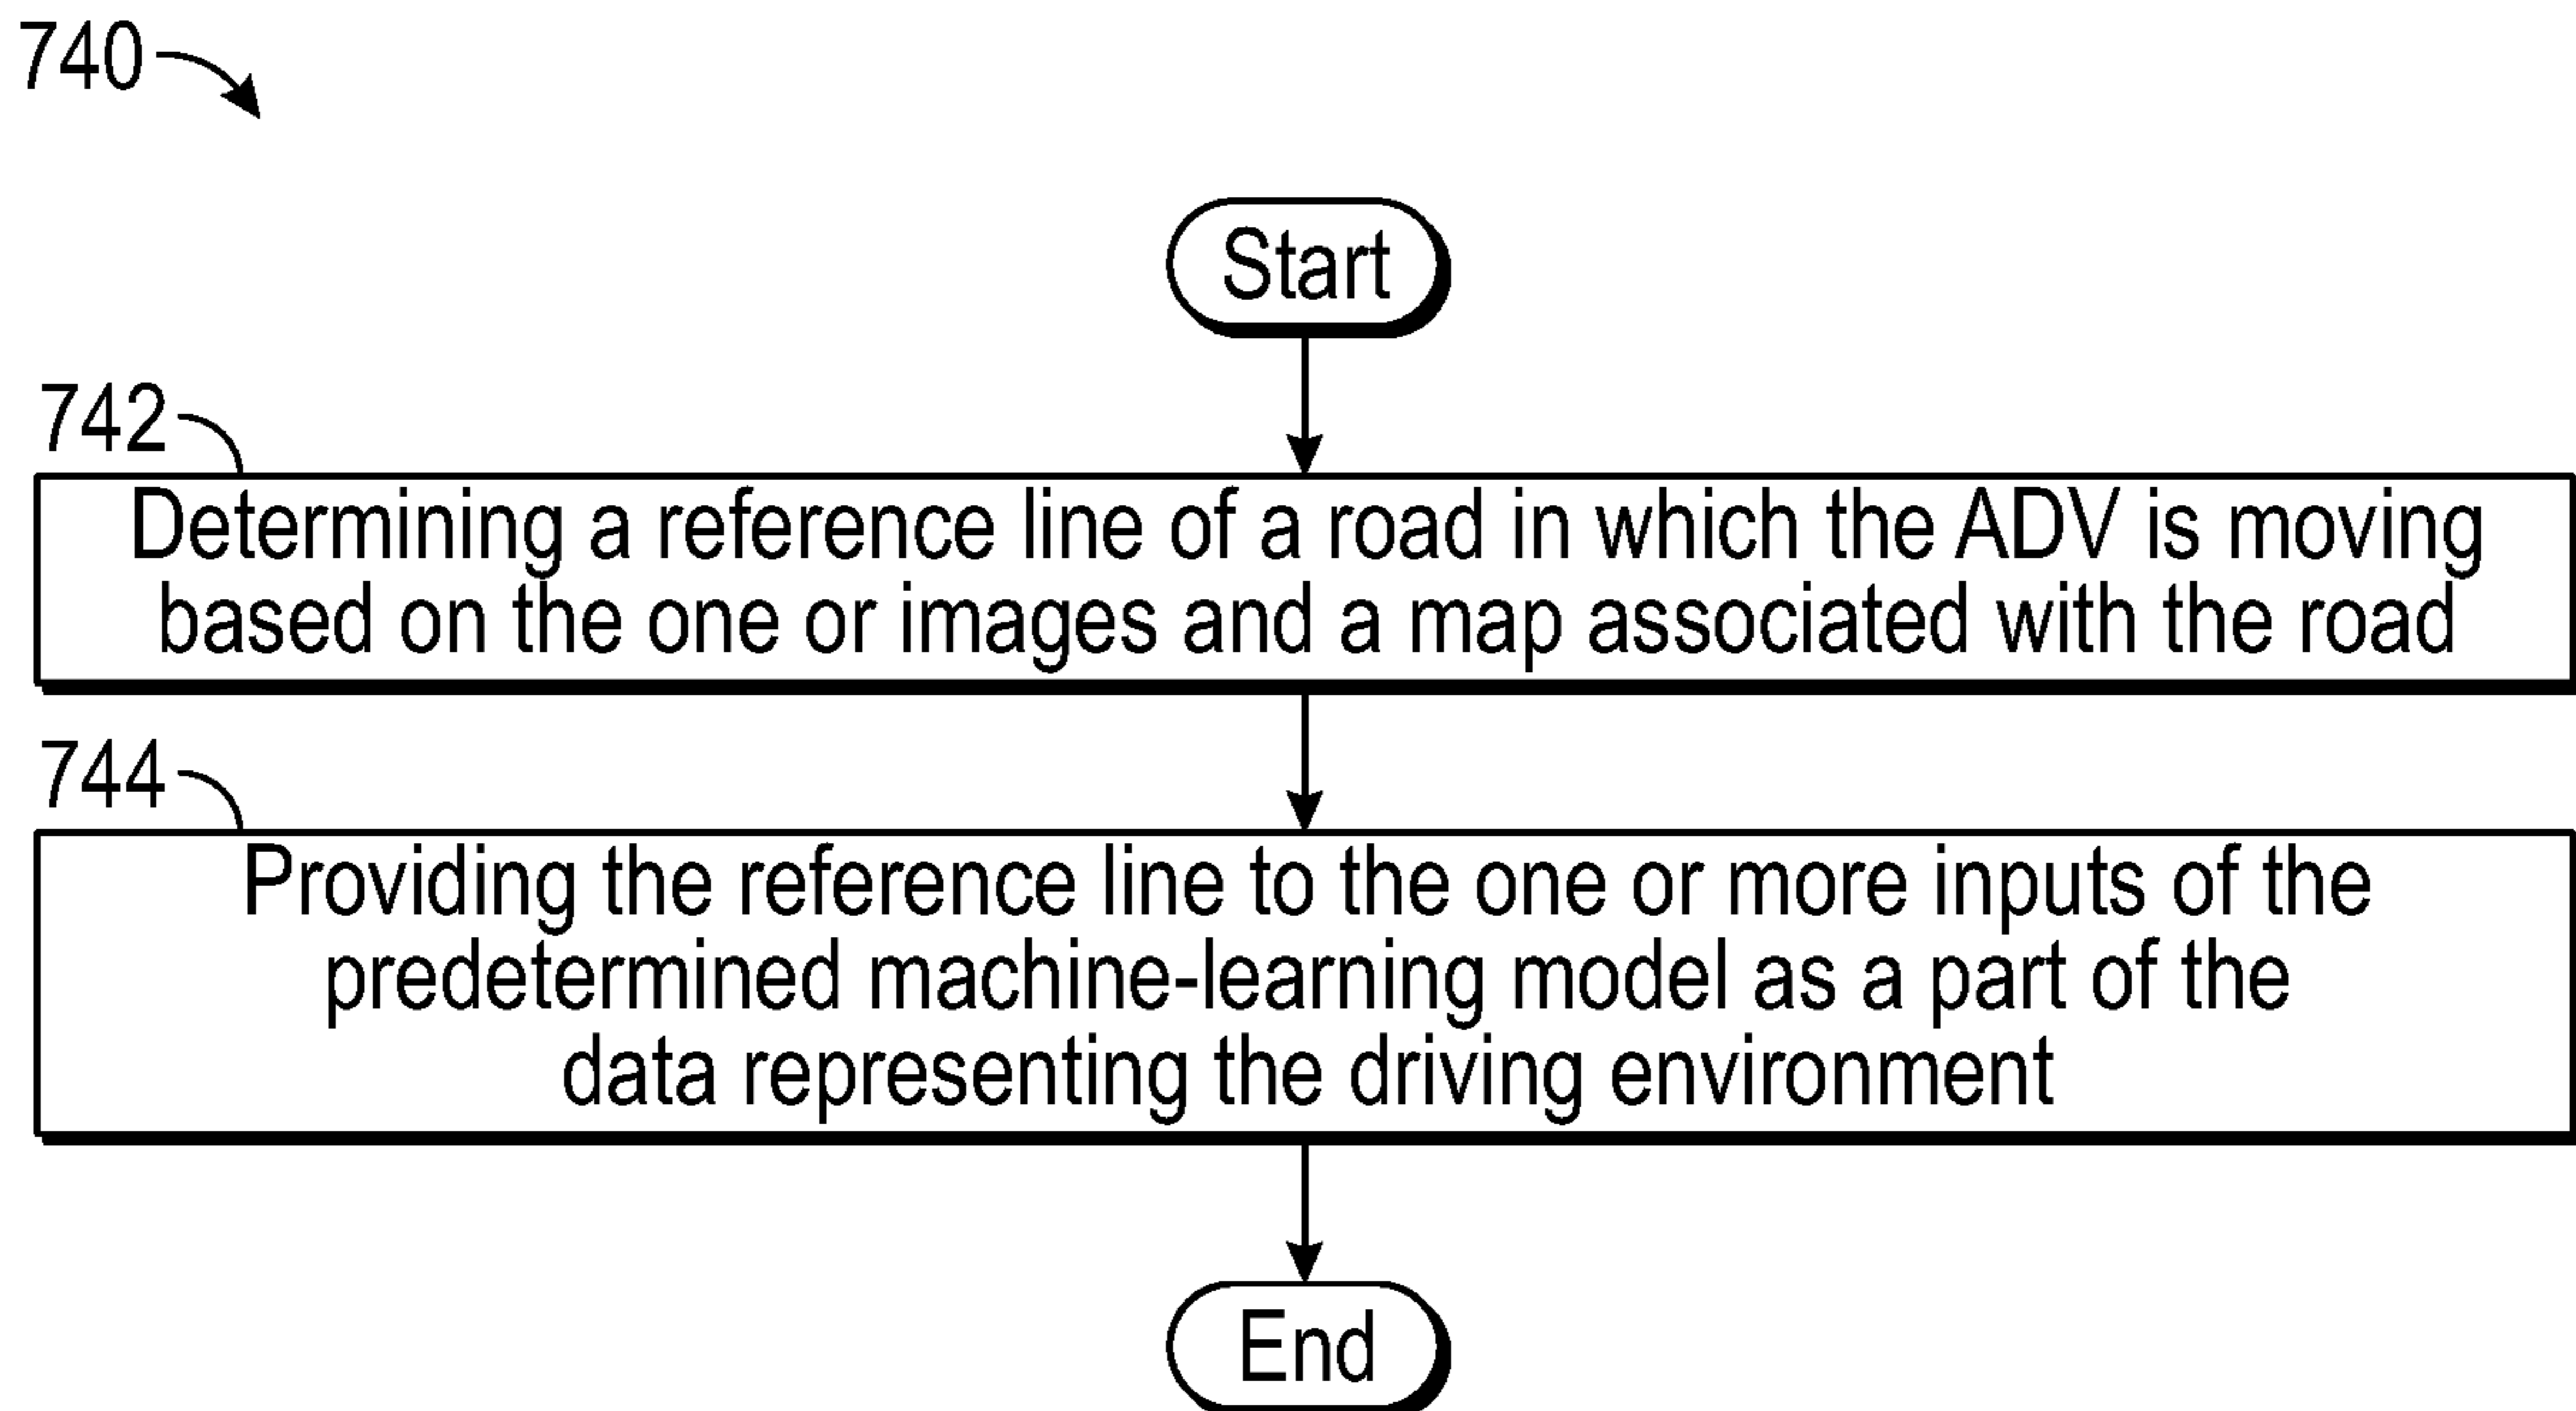 740
Start
742
Determining a reference line of a road in which the ADV is moving
based on the one or images and a map associated with the road
744
Providing the reference line to the one or more inputs of the
predetermined machine-learning model as a part of the
data representing the driving environment
End